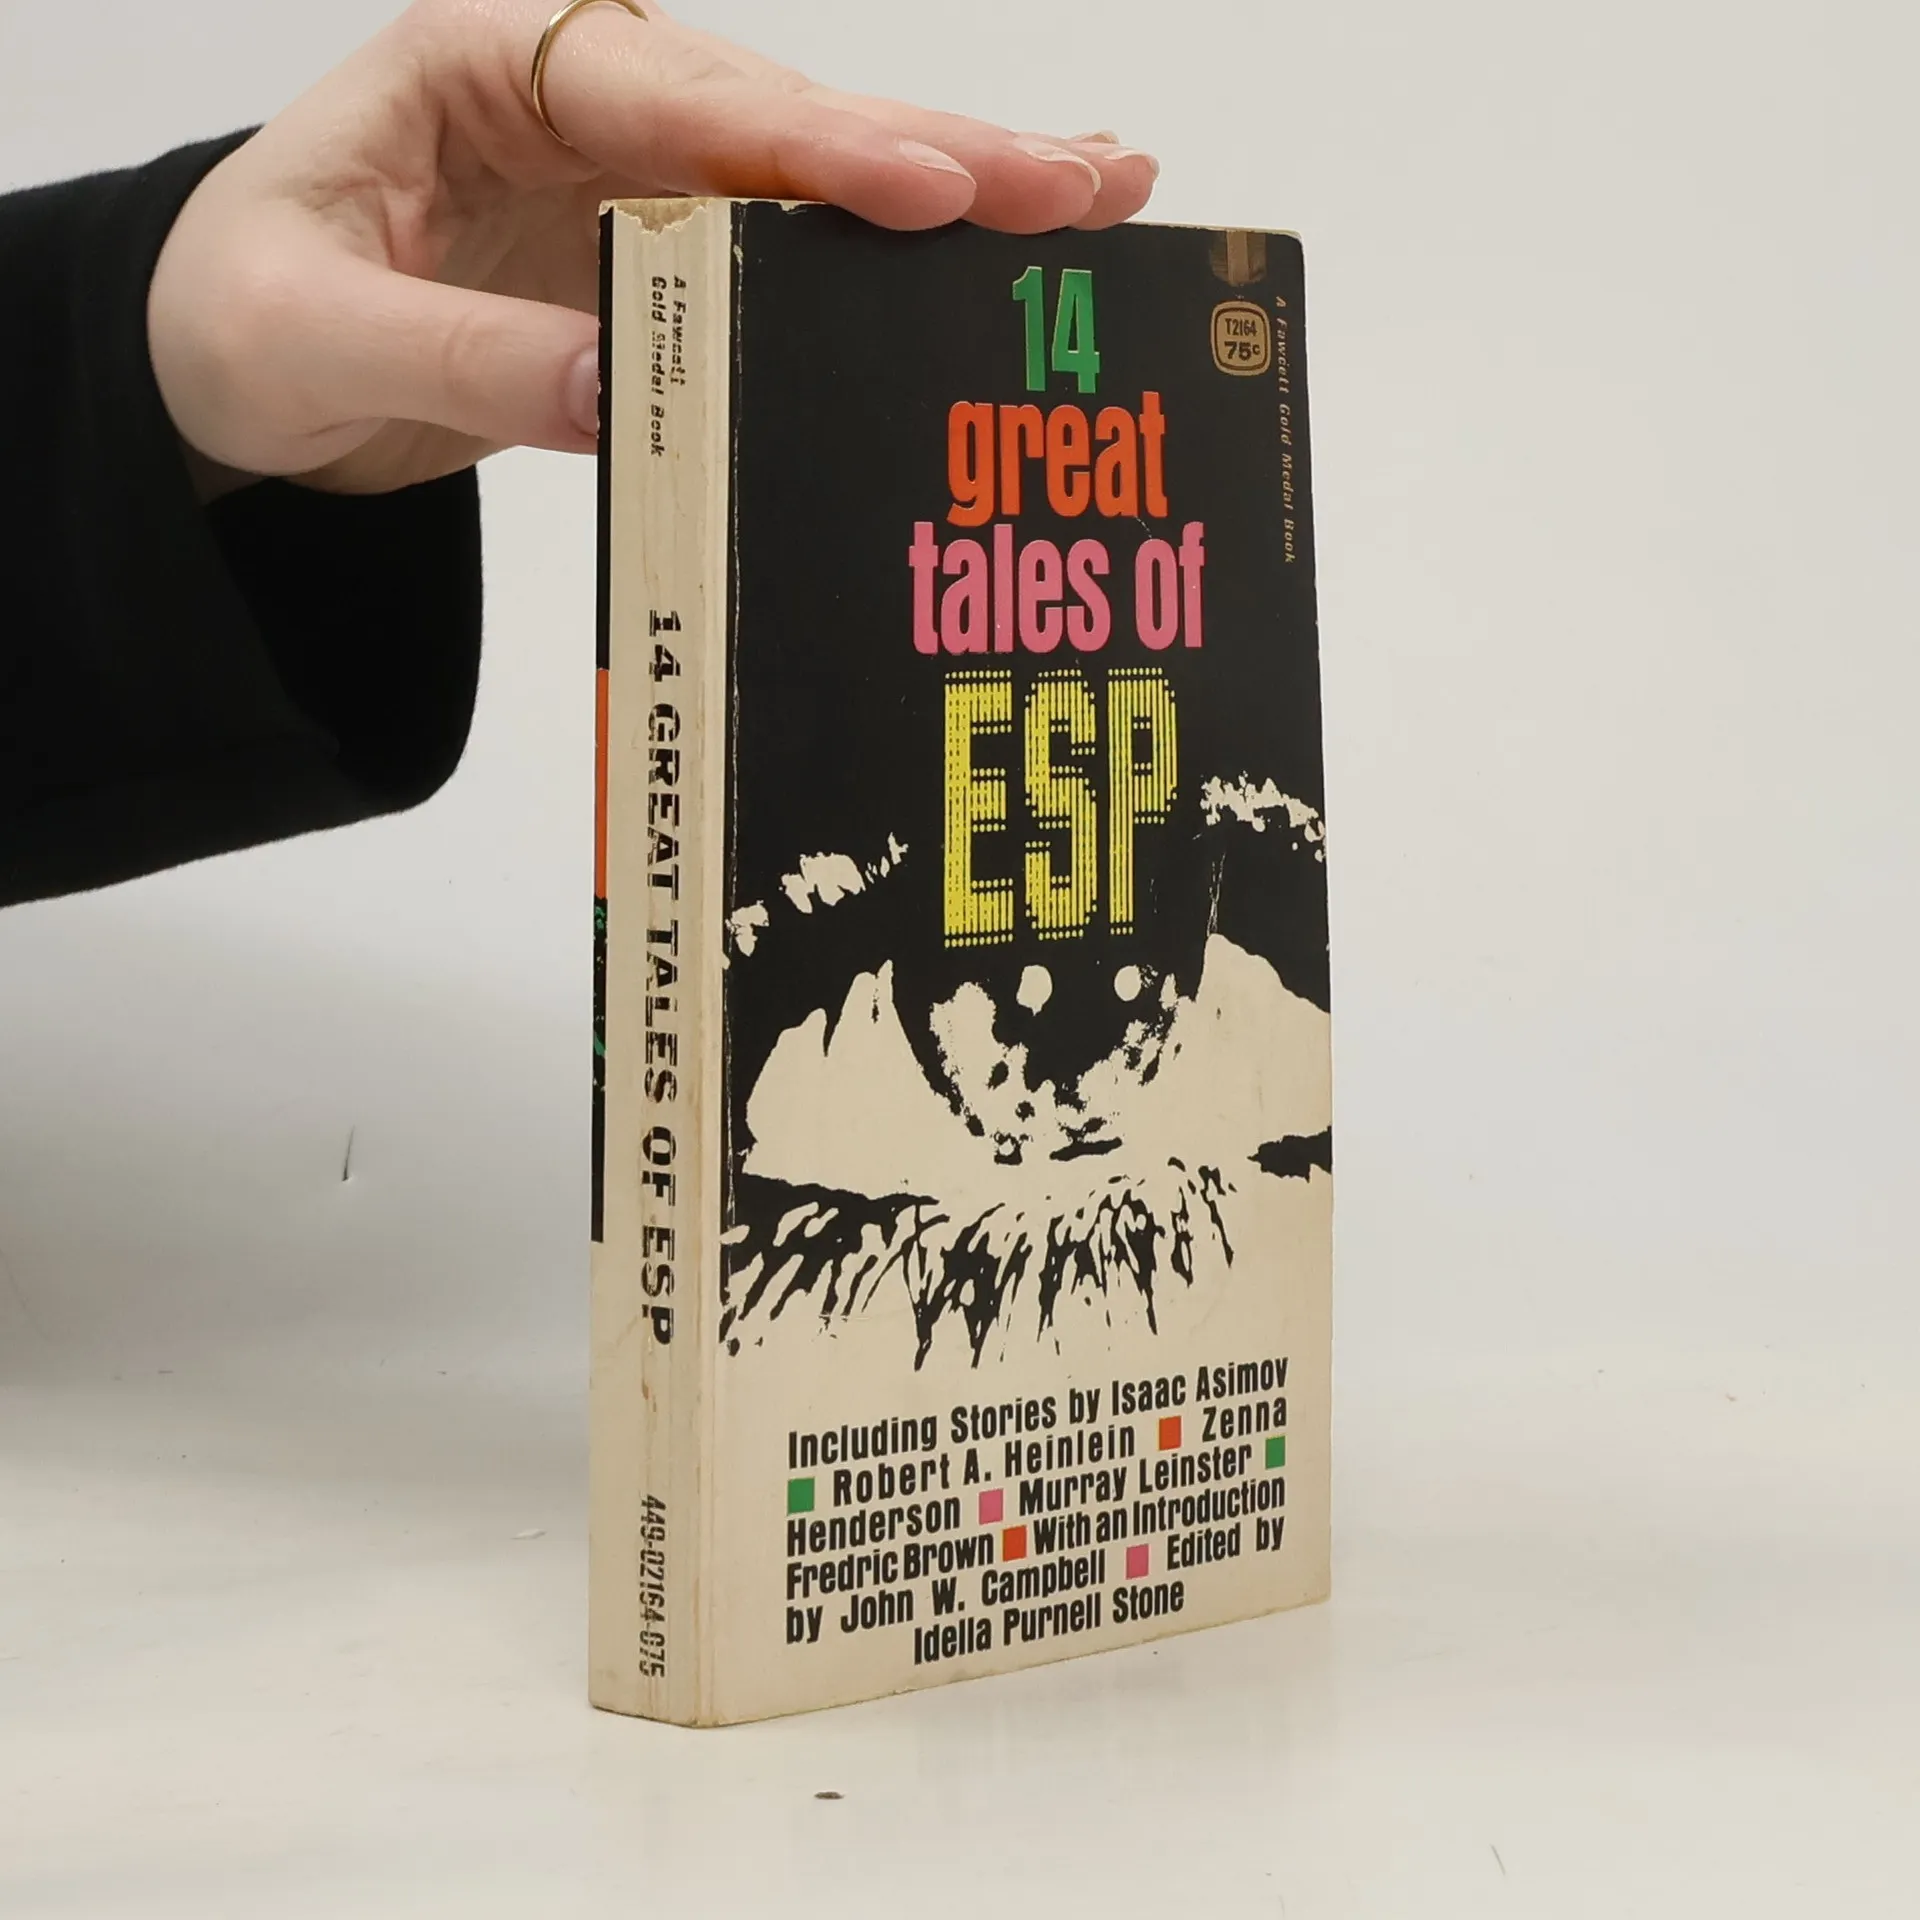 A Fawcett
Gold Medal Book
14 GREAT TALES OF ESP
449-02164-075
14
great
tales of
ESP
T2164
75c
A Fawcett Gold Medal Book
Including Stories by Isaac Asimov
Robert A. Heinlein Zenna
Henderson Murray Leinster
Fredric Brown With an Introduction
by John W. Campbell Edited by
Idella Purnell Stone